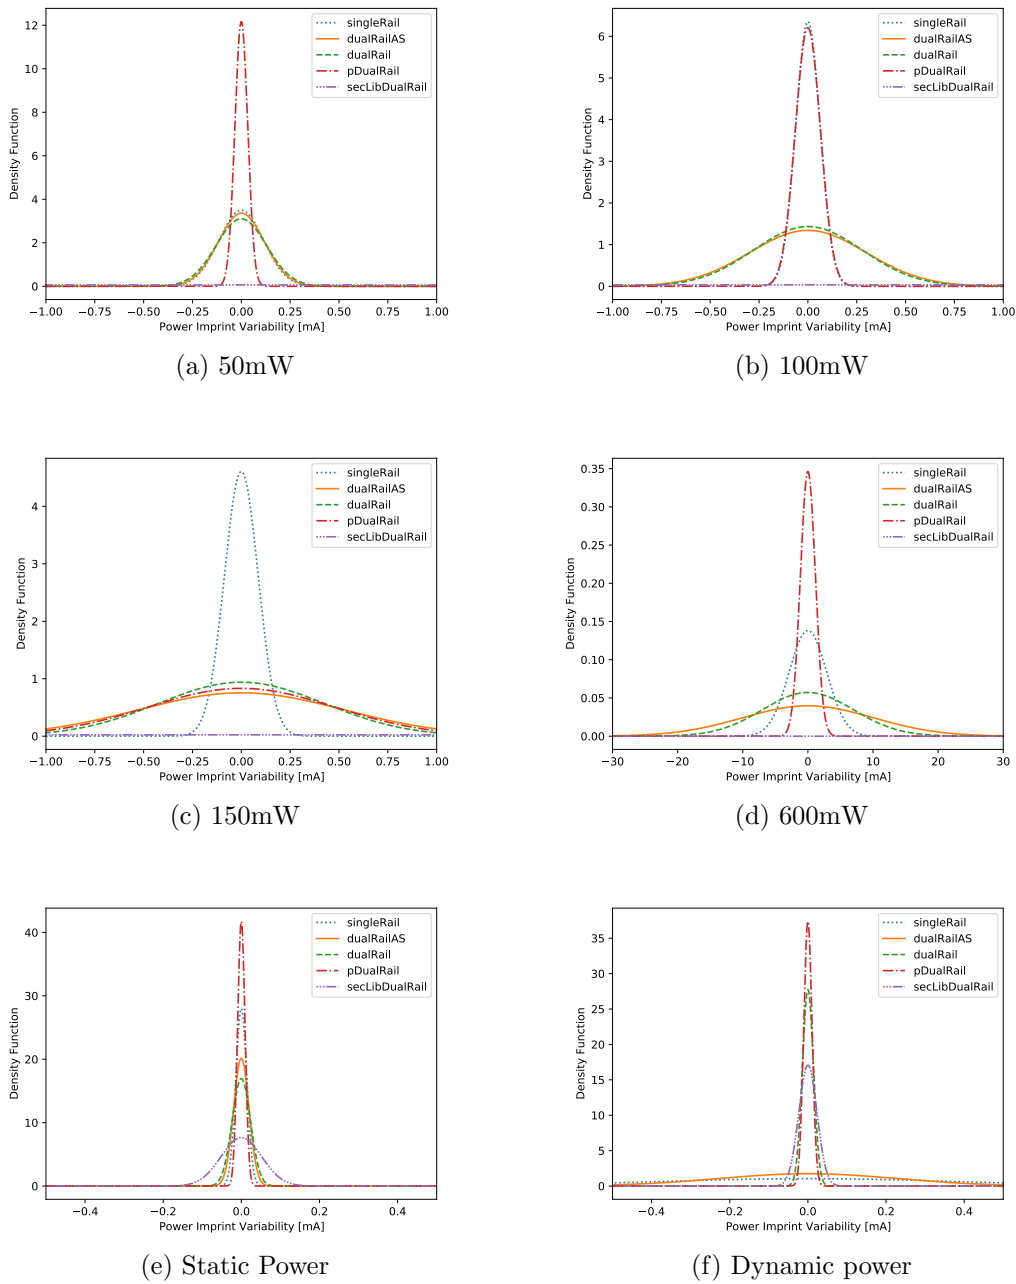 12
10
8
6
4
2
0
Density Function
singleRail
dualRailAS
dualRail
pDualRail
secLibDualRail
−1.00 −0.75 −0.50 −0.25 0.00 0.25 0.50 0.75 1.00
Power Imprint Variability [mA]
(a) 50mW
6
5
4
3
2
1
0
Density Function
singleRail
dualRailAS
dualRail
pDualRail
secLibDualRail
−1.00 −0.75 −0.50 −0.25 0.00 0.25 0.50 0.75 1.00
Power Imprint Variability [mA]
(b) 100mW
4
3
2
1
0
Density Function
singleRail
dualRailAS
dualRail
pDualRail
secLibDualRail
−1.00 −0.75 −0.50 −0.25 0.00 0.25 0.50 0.75 1.00
Power Imprint Variability [mA]
(c) 150mW
0.35
0.30
0.25
0.20
0.15
0.10
0.05
0.00
Density Function
singleRail
dualRailAS
dualRail
pDualRail
secLibDualRail
−30 −20 −10 0 10 20 30
Power Imprint Variability [mA]
(d) 600mW
40
30
20
10
0
Density Function
singleRail
dualRailAS
dualRail
pDualRail
secLibDualRail
−0.4 −0.2 0.0 0.2 0.4
Power Imprint Variability [mA]
(e) Static Power
35
30
25
20
15
10
5
0
Density Function
singleRail
dualRailAS
dualRail
pDualRail
secLibDualRail
−0.4 −0.2 0.0 0.2 0.4
Power Imprint Variability [mA]
(f) Dynamic power